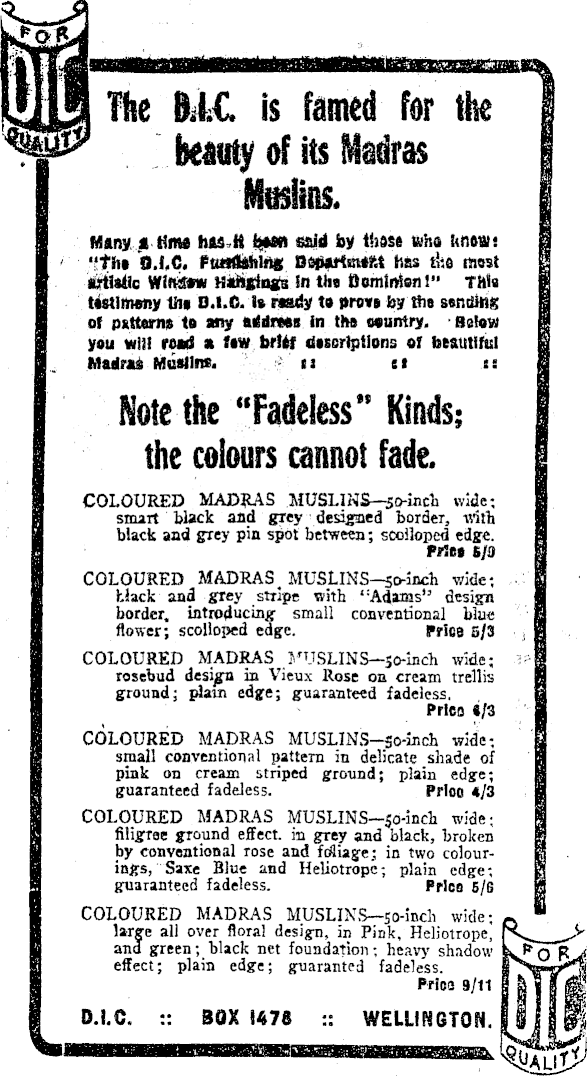 FOR
DIC
QUALITY
The D.I.C. is famed for the
beauty of its Madras
Muslins.
Many a time has it been said by those who know:
"The D.I.C. Furnishing Department has the most
artistic Window Hangings in the Dominion!" This
testimony the D.I.C. is ready to prove by the sending
of patterns to any address in the country. Below
you will read a few brief descriptions of beautiful
Madras Muslins. :: :: ::
Note the "Fadeless" Kinds;
the colours cannot fade.
COLOURED MADRAS MUSLINS—50-inch wide;
smart black and grey designed border, with
black and grey pin spot between; scolloped edge.
Price
COLOURED MADRAS MUSLINS—50-inch wide;
black and grey stripe with "Adams" design
border, introducing small conventional blue
flower; scolloped edge. Price 5/3
COLOURED MADRAS MUSLINS—50-inch wide;
rosebud design in Vieux Rose on cream trellis
ground; plain edge; guaranteed fadeless.
Price
COLOURED MADRAS MUSLINS—50-inch wide;
small conventional pattern in delicate shade of
pink on cream striped ground; plain edge;
guaranteed fadeless. Price 4/3
COLOURED MADRAS MUSLINS—50-inch wide;
filigree ground effect. in grey and black, broken
by conventional rose and foliage; in two colour-
ings, Saxe Blue and Heliotrope; plain edge;
guaranteed fadeless. Price 5/6
COLOURED MADRAS MUSLINS—50-inch wide;
large all over floral design, in Pink, Heliotrope,
and green; black net foundation; heavy shadow
effect; plain edge; guaranted fadeless.
Price 9/11
D.I.C. :: BOX 1478 :: WELLINGTON.
FOR
DIC
QUALITY